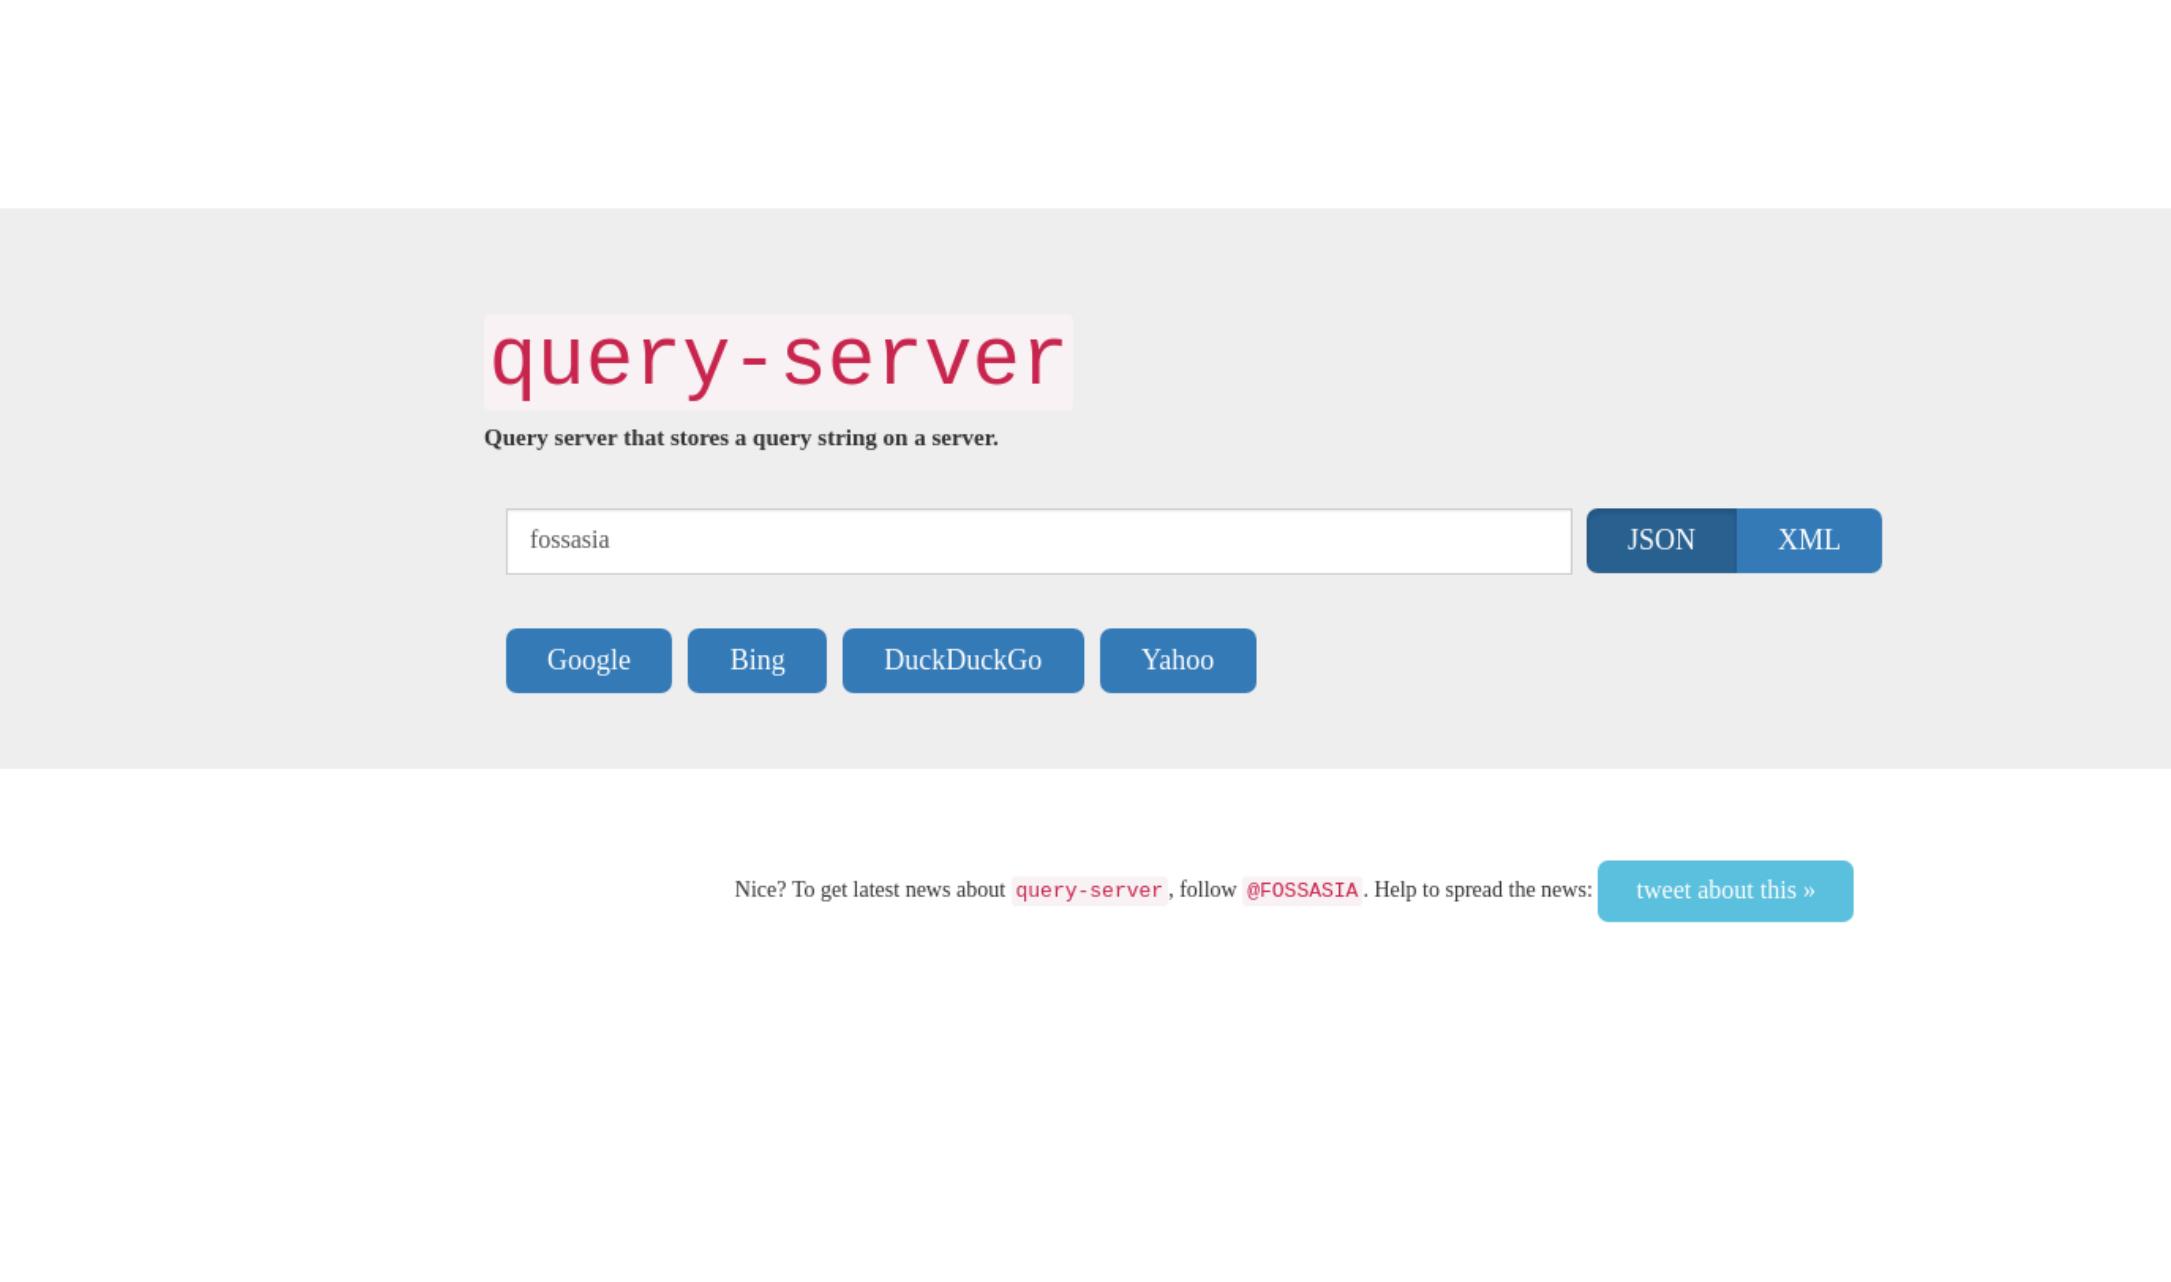 query-server
Query server that stores a query string on a server.
fossasia JSON XML
Google Bing DuckDuckGo Yahoo
Nice? To get latest news about query-server, follow @FOSSASIA. Help to spread the news: tweet about this »